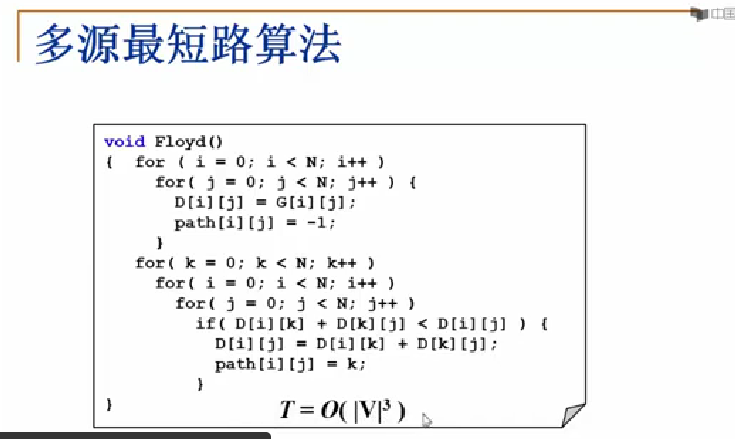 中国
多源最短路算法
void Floyd()
{ for ( i = 0; i < N; i++ )
for( j = 0; j < N; j++ ) {
D[i][j] = G[i][j];
path[i][j] = -1;
}
for( k = 0; k < N; k++ )
for( i = 0; i < N; i++ )
for( j = 0; j < N; j++ )
if( D[i][k] + D[k][j] < D[i][j] ) {
D[i][j] = D[i][k] + D[k][j];
path[i][j] = k;
}
}
T = O( |V|³ )